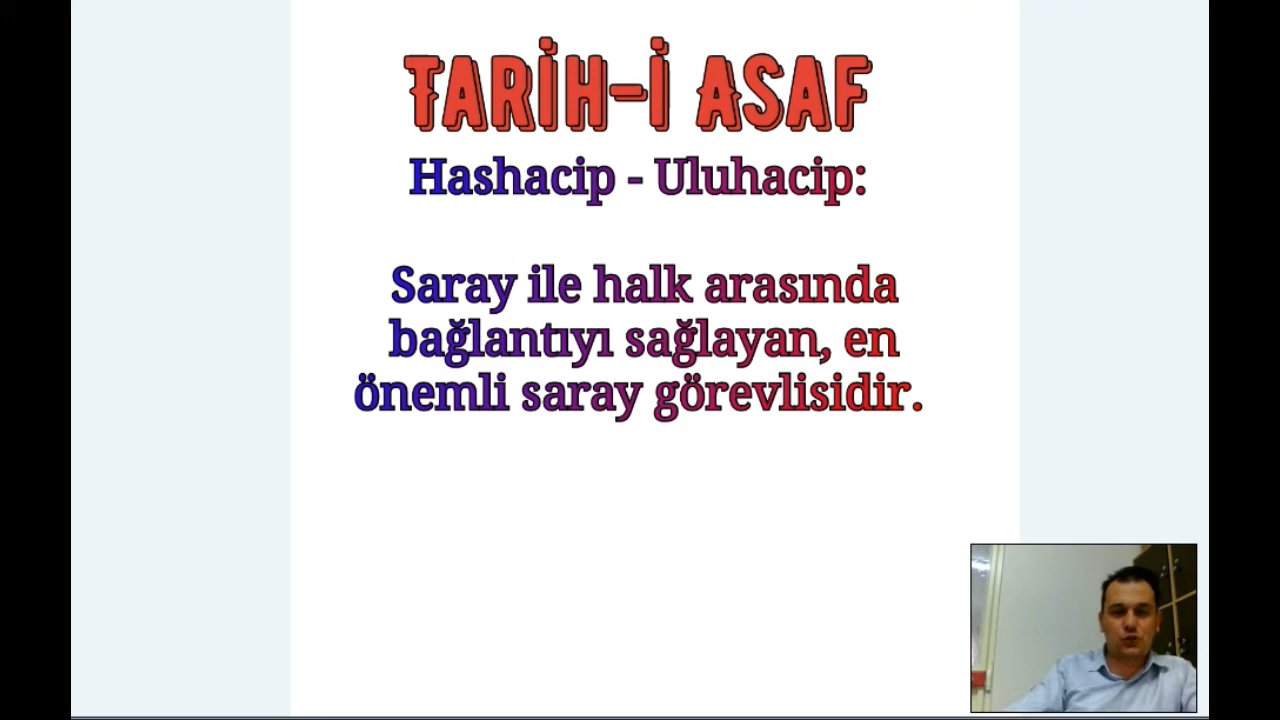 TARİH-İ ASAF
Hashacip - Uluhacip:
Saray ile halk arasında
bağlantıyı sağlayan, en
önemli saray görevlisidir.